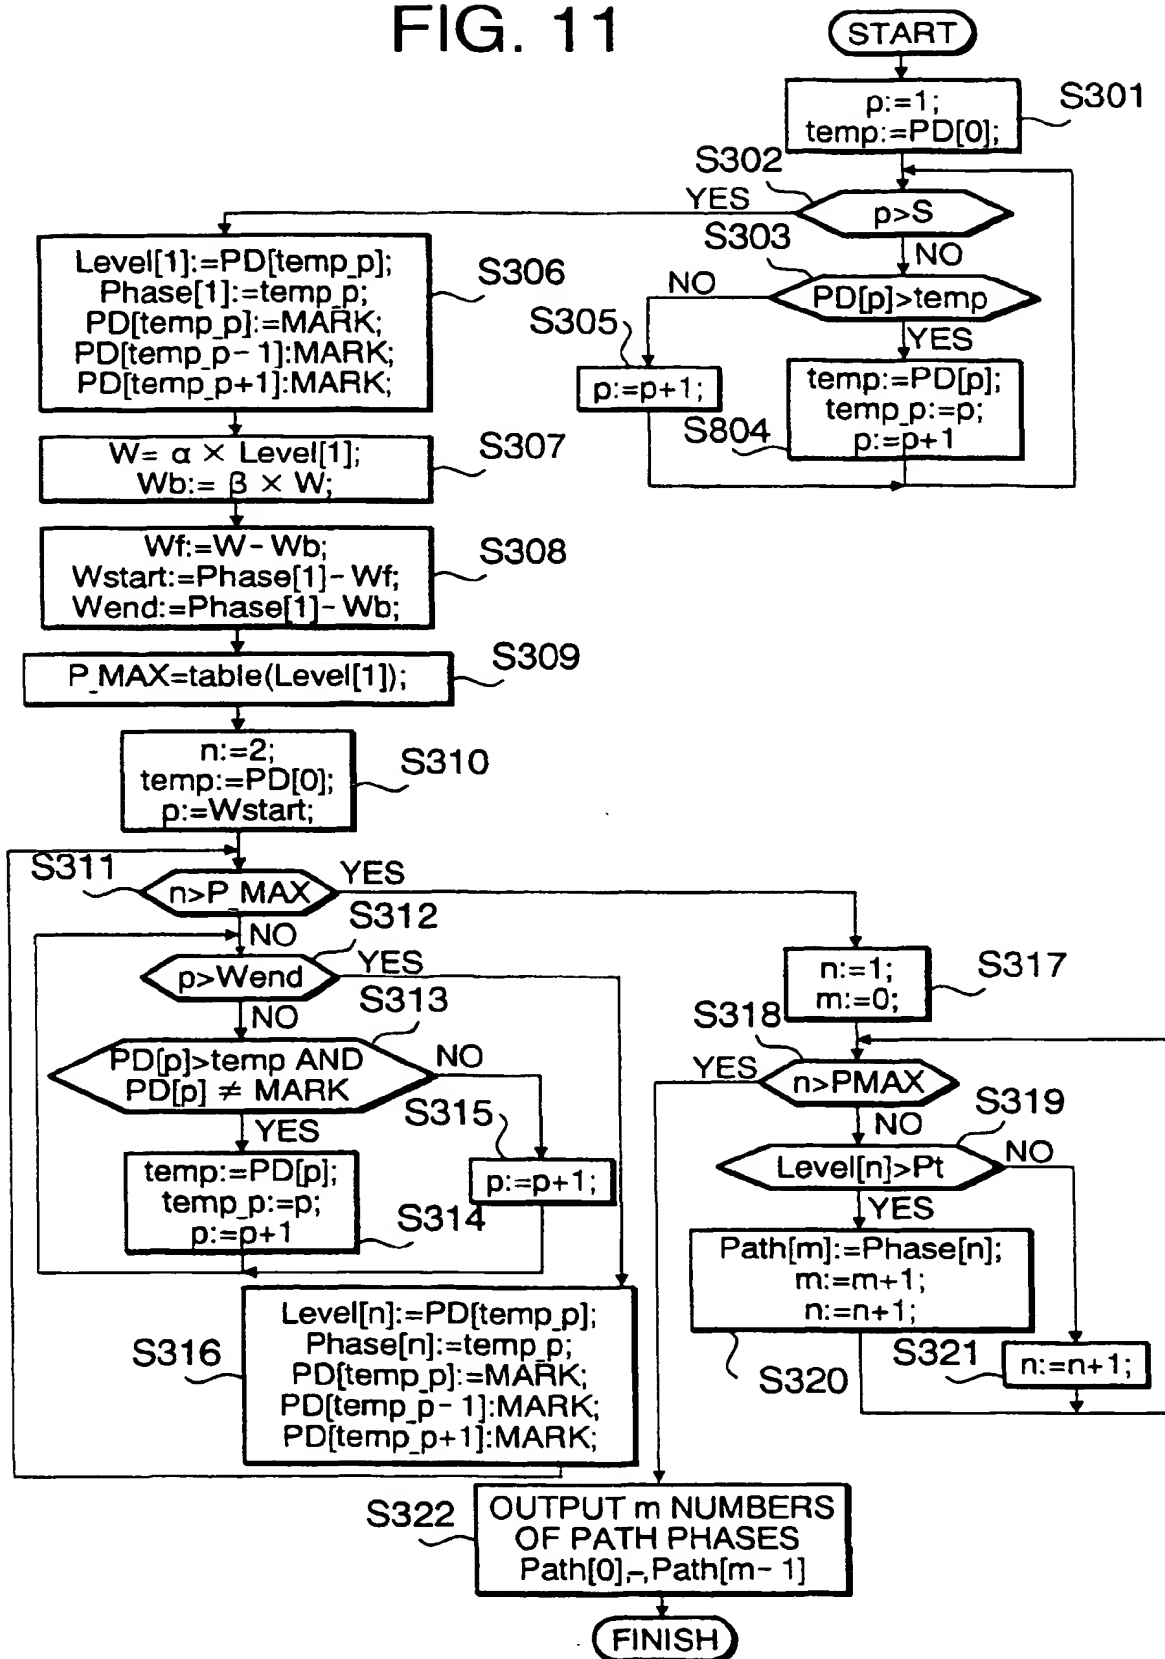 FIG. 11
START
p:=1;
temp:=PD[0];
S301
S302
p>S
YES
NO
S303
PD[p]>temp
NO
YES
S305
p:=p+1;
temp:=PD[p];
temp_p:=p;
p:=p+1
S804
Level[1]:=PD[temp_p];
Phase[1]:=temp_p;
PD[temp_p]:=MARK;
PD[temp_p-1]:MARK;
PD[temp_p+1]:MARK;
S306
W= α × Level[1];
Wb:= β × W;
S307
Wf:=W-Wb;
Wstart:=Phase[1]-Wf;
Wend:=Phase[1]-Wb;
S308
P_MAX=table(Level[1]);
S309
n:=2;
temp:=PD[0];
p:=Wstart;
S310
S311
n>P_MAX
YES
NO
S312
p>Wend
YES
NO
S313
PD[p]>temp AND
PD[p] ≠ MARK
NO
YES
S315
p:=p+1;
temp:=PD[p];
temp_p:=p;
p:=p+1
S314
Level[n]:=PD[temp_p];
Phase[n]:=temp_p;
PD[temp_p]:=MARK;
PD[temp_p-1]:MARK;
PD[temp_p+1]:MARK;
S316
n:=1;
m:=0;
S317
S318
n>PMAX
YES
NO
S319
Level[n]>Pt
NO
YES
Path[m]:=Phase[n];
m:=m+1;
n:=n+1;
S320
S321
n:=n+1;
S322
OUTPUT m NUMBERS
OF PATH PHASES
Path[0],-,Path[m-1]
FINISH